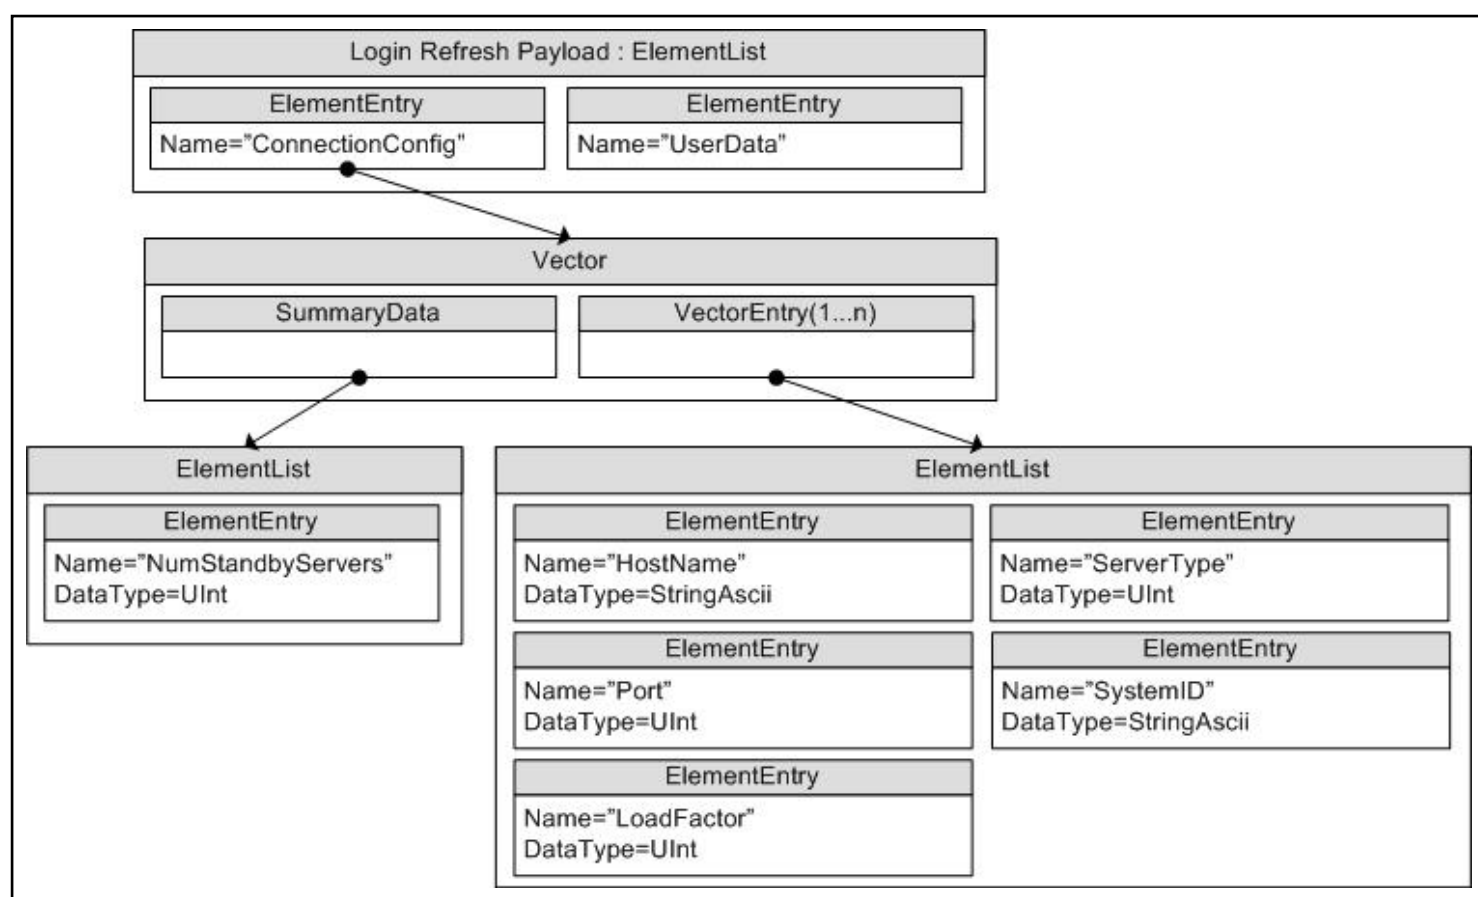 Login Refresh Payload : ElementList
ElementEntry
Name=”ConnectionConfig”
ElementEntry
Name=”UserData”
Vector
SummaryData
VectorEntry(1...n)
ElementList
ElementEntry
Name=”NumStandbyServers”
DataType=UInt
ElementList
ElementEntry
Name=”HostName”
DataType=StringAscii
ElementEntry
Name=”ServerType”
DataType=UInt
ElementEntry
Name=”Port”
DataType=UInt
ElementEntry
Name=”SystemID”
DataType=StringAscii
ElementEntry
Name=”LoadFactor”
DataType=UInt